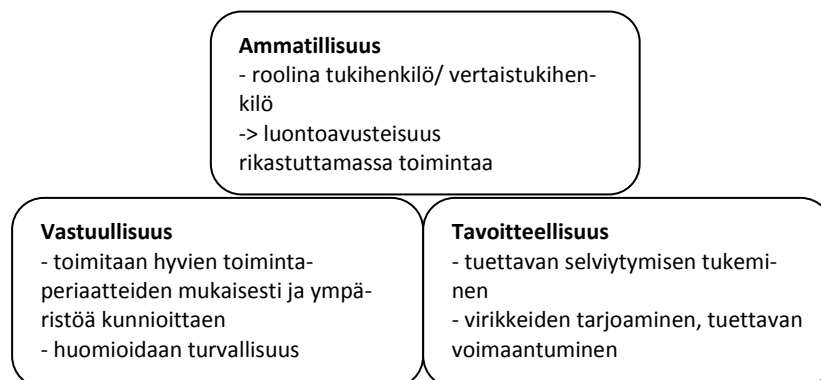 Ammatillisuus
- roolina tukihenkilö/ vertaistukihen-
kilö
-> luontoavusteisuus
rikastuttamassa toimintaa
Vastuullisuus
- toimitaan hyvien toiminta-
periaatteiden mukaisesti ja ympä-
ristöä kunnioittaen
- huomioidaan turvallisuus
Tavoitteellisuus
- tuettavan selviytymisen tukemi-
nen
- virikkeiden tarjoaminen, tuettavan
voimaantuminen